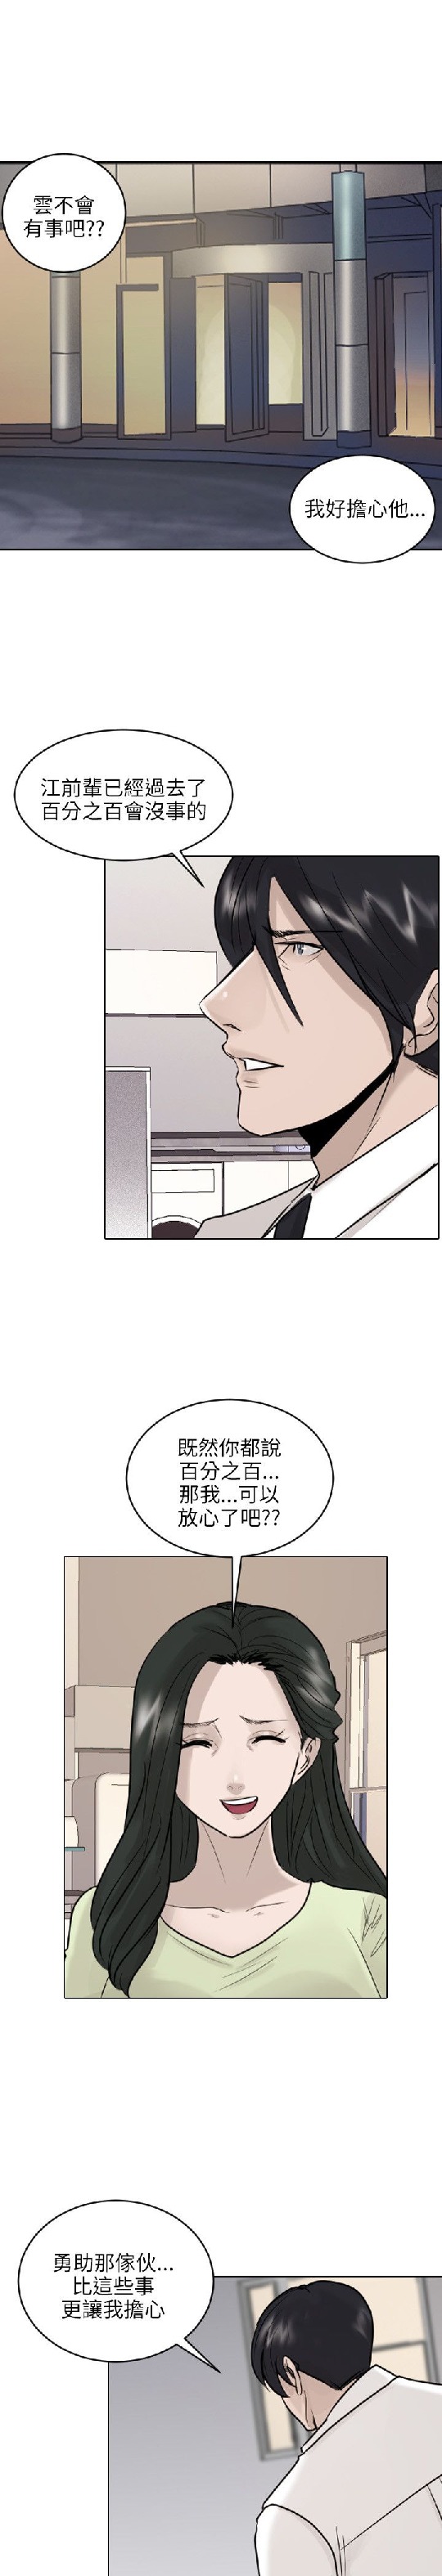 雲不會
有事吧??
我好擔心他...
江前輩已經過去了
百分之百會沒事的
既然你都說
百分之百...
那我...可以
放心了吧??
勇助那傢伙...
比這些事
更讓我擔心